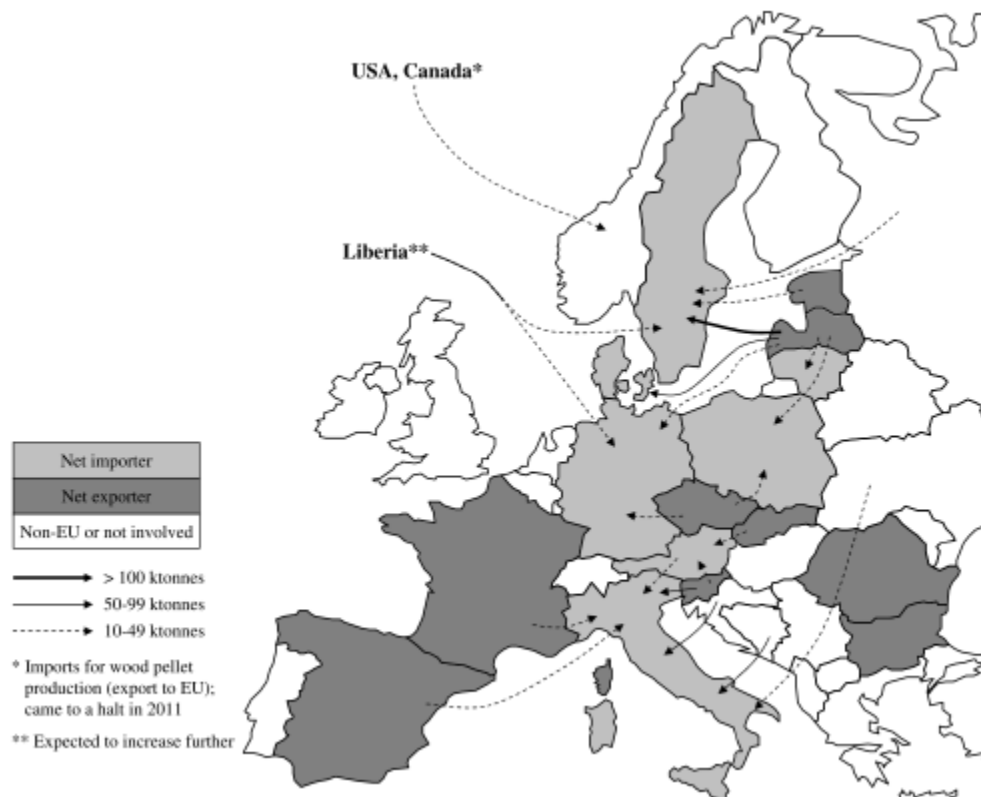 USA, Canada*
Liberia**
Net importer
Net exporter
Non-EU or not involved
> 100 ktonnes
50-99 ktonnes
10-49 ktonnes
* Imports for wood pellet
production (export to EU);
came to a halt in 2011
** Expected to increase further